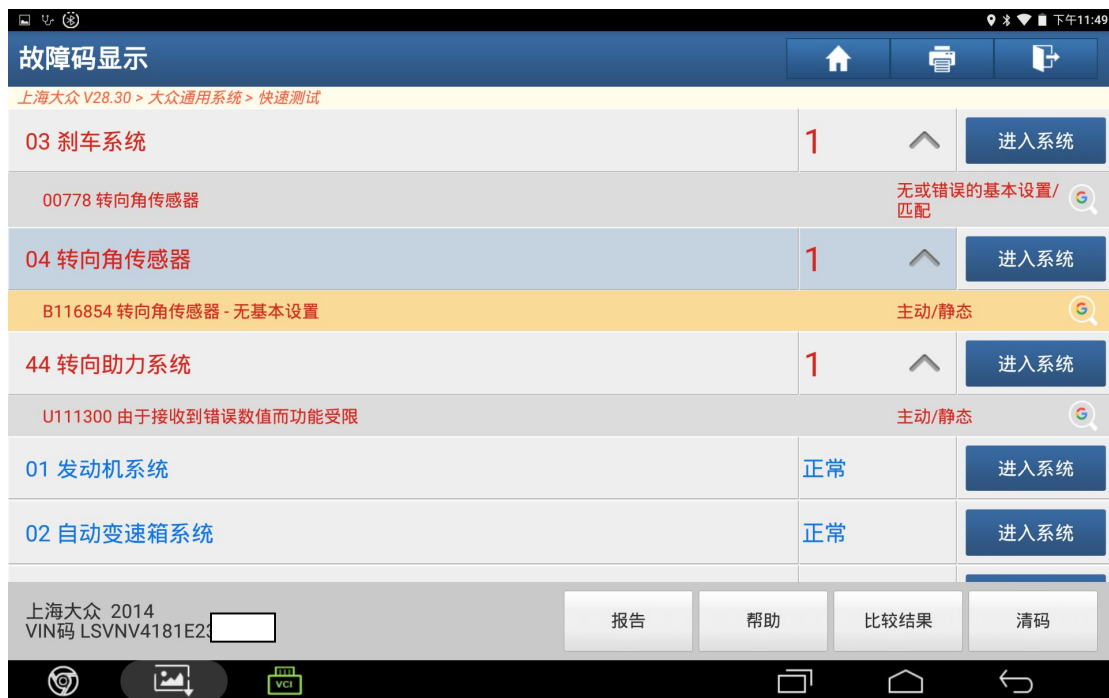 下午11:49
故障码显示
上海大众 V28.30 > 大众通用系统 > 快速测试
03 刹车系统 1 进入系统
00778 转向角传感器 无或错误的基本设置/
匹配
04 转向角传感器 1 进入系统
B116854 转向角传感器 - 无基本设置 主动/静态
44 转向助力系统 1 进入系统
U111300 由于接收到错误数值而功能受限 主动/静态
01 发动机系统 正常 进入系统
02 自动变速箱系统 正常 进入系统
上海大众 2014
VIN码 LSVNV4181E23
报告 帮助 比较结果 清码
VCI